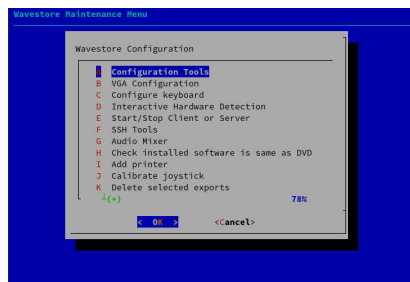 Wavestore Maintenance Menu
Wavestore Configuration
A Configuration Tools
B VGA Configuration
C Configure keyboard
D Interactive Hardware Detection
E Start/Stop Client or Server
F SSH Tools
G Audio Mixer
H Check installed software is same as DVD
I Add printer
J Calibrate joystick
K Delete selected exports
┴(+) 78%
< OK > <Cancel>